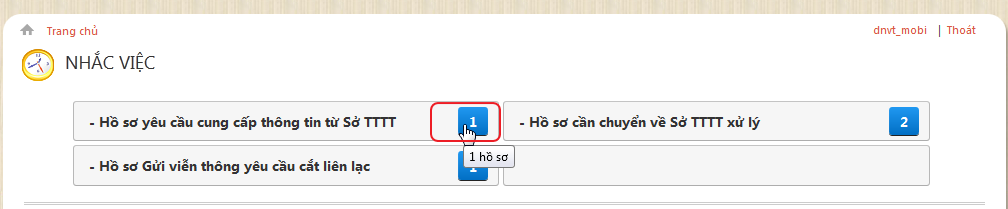 Trang chủ
dnvt_mobi | Thoát
NHẮC VIỆC
- Hồ sơ yêu cầu cung cấp thông tin từ Sở TTTT 1
- Hồ sơ cần chuyển về Sở TTTT xử lý 2
1 hồ sơ
- Hồ sơ Gửi viễn thông yêu cầu cắt liên lạc 1